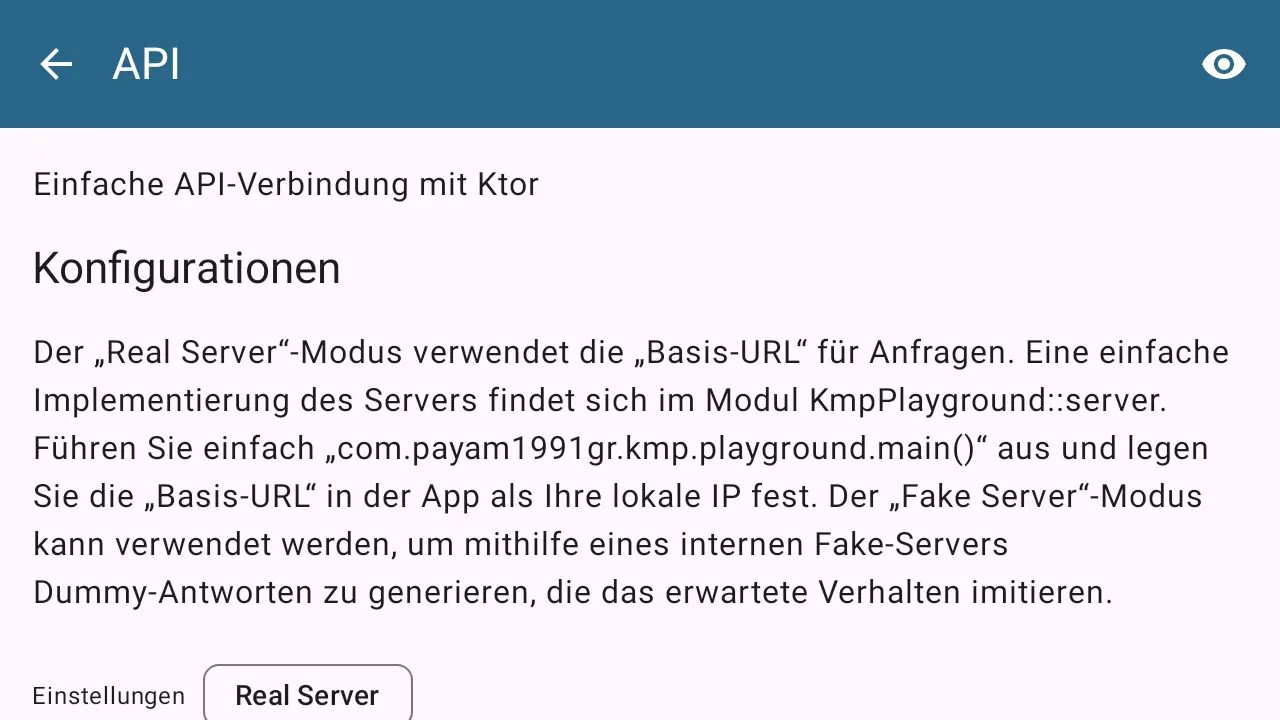 API
Einfache API-Verbindung mit Ktor
Konfigurationen
Der „Real Server“-Modus verwendet die „Basis-URL“ für Anfragen. Eine einfache
Implementierung des Servers findet sich im Modul KmpPlayground::server.
Führen Sie einfach „com.payam1991gr.kmp.playground.main()“ aus und legen
Sie die „Basis-URL“ in der App als Ihre lokale IP fest. Der „Fake Server“-Modus
kann verwendet werden, um mithilfe eines internen Fake-Servers
Dummy-Antworten zu generieren, die das erwartete Verhalten imitieren.
Einstellungen Real Server